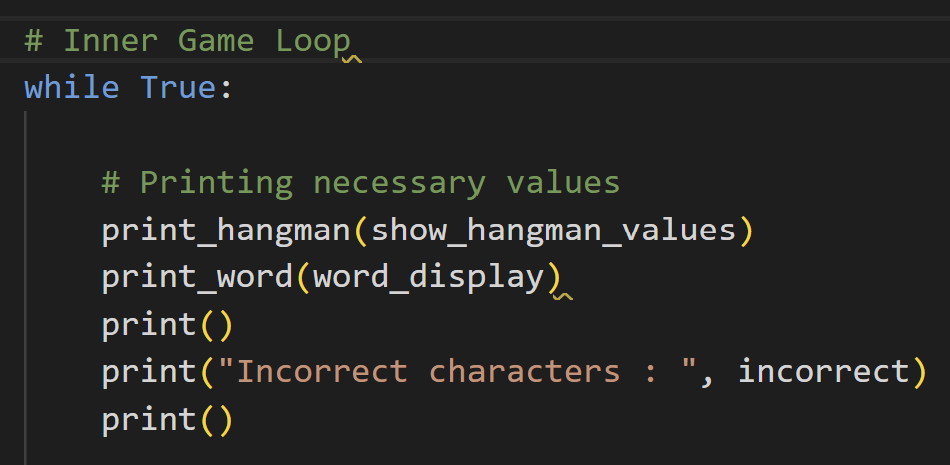 # Inner Game Loop
while True:
# Printing necessary values
print_hangman(show_hangman_values)
print_word(word_display)
print()
print("Incorrect characters : ", incorrect)
print()